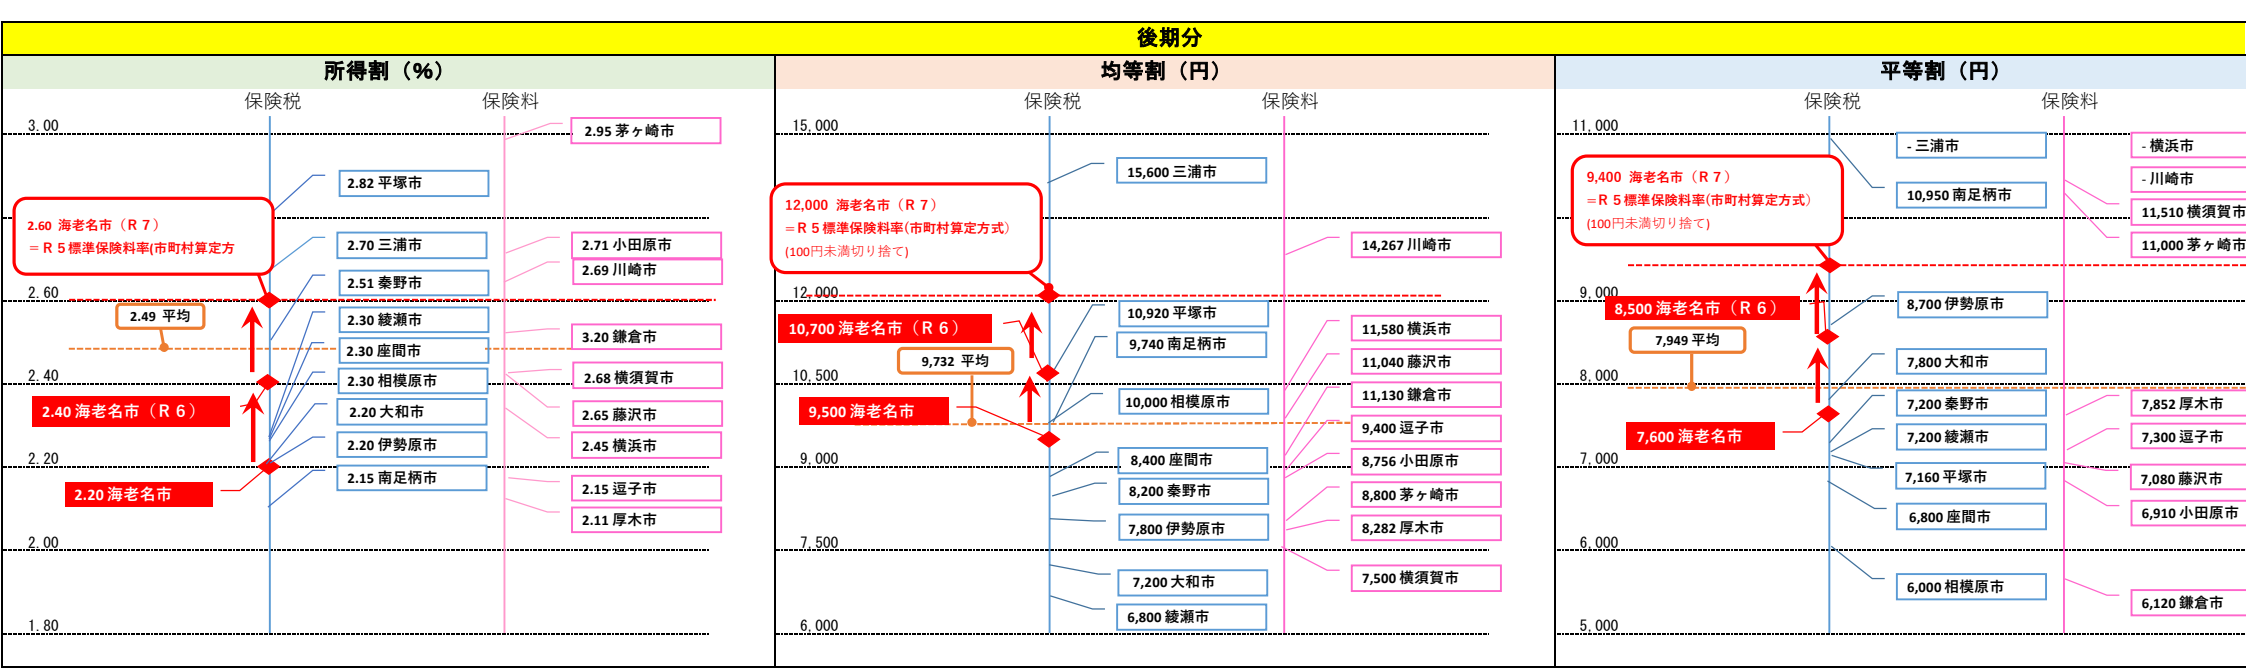 後期分
所得割（%）
保険税
保険料
3.00
2.60
2.40
2.20
2.00
1.80
2.95 茅ヶ崎市
2.82 平塚市
2.60 海老名市（Ｒ７）
＝Ｒ５標準保険料率(市町村算定方
2.70 三浦市
2.71 小田原市
2.69 川崎市
2.51 秦野市
2.49 平均
2.30 綾瀬市
3.20 鎌倉市
2.30 座間市
2.30 相模原市
2.68 横須賀市
2.40 海老名市（Ｒ６）
2.20 大和市
2.65 藤沢市
2.20 伊勢原市
2.45 横浜市
2.15 南足柄市
2.20 海老名市
2.15 逗子市
2.11 厚木市
均等割（円）
保険税
保険料
15,000
12,000
10,500
9,000
7,500
6,000
15,600 三浦市
12,000 海老名市（Ｒ７）
＝Ｒ５標準保険料率(市町村算定方式）
(100円未満切り捨て)
14,267 川崎市
10,920 平塚市
10,700 海老名市（Ｒ６）
11,580 横浜市
9,740 南足柄市
9,732 平均
11,040 藤沢市
11,130 鎌倉市
10,000 相模原市
9,500 海老名市
9,400 逗子市
8,400 座間市
8,756 小田原市
8,200 秦野市
8,800 茅ヶ崎市
7,800 伊勢原市
8,282 厚木市
7,200 大和市
7,500 横須賀市
6,800 綾瀬市
平等割（円）
保険税
保険料
11,000
9,000
8,000
7,000
6,000
5,000
- 三浦市
- 横浜市
9,400 海老名市（Ｒ７）
＝Ｒ５標準保険料率(市町村算定方式）
(100円未満切り捨て)
- 川崎市
10,950 南足柄市
11,510 横須賀市
11,000 茅ヶ崎市
8,700 伊勢原市
8,500 海老名市（Ｒ６）
7,949 平均
7,800 大和市
7,200 秦野市
7,852 厚木市
7,600 海老名市
7,200 綾瀬市
7,300 逗子市
7,160 平塚市
7,080 藤沢市
6,800 座間市
6,910 小田原市
6,000 相模原市
6,120 鎌倉市